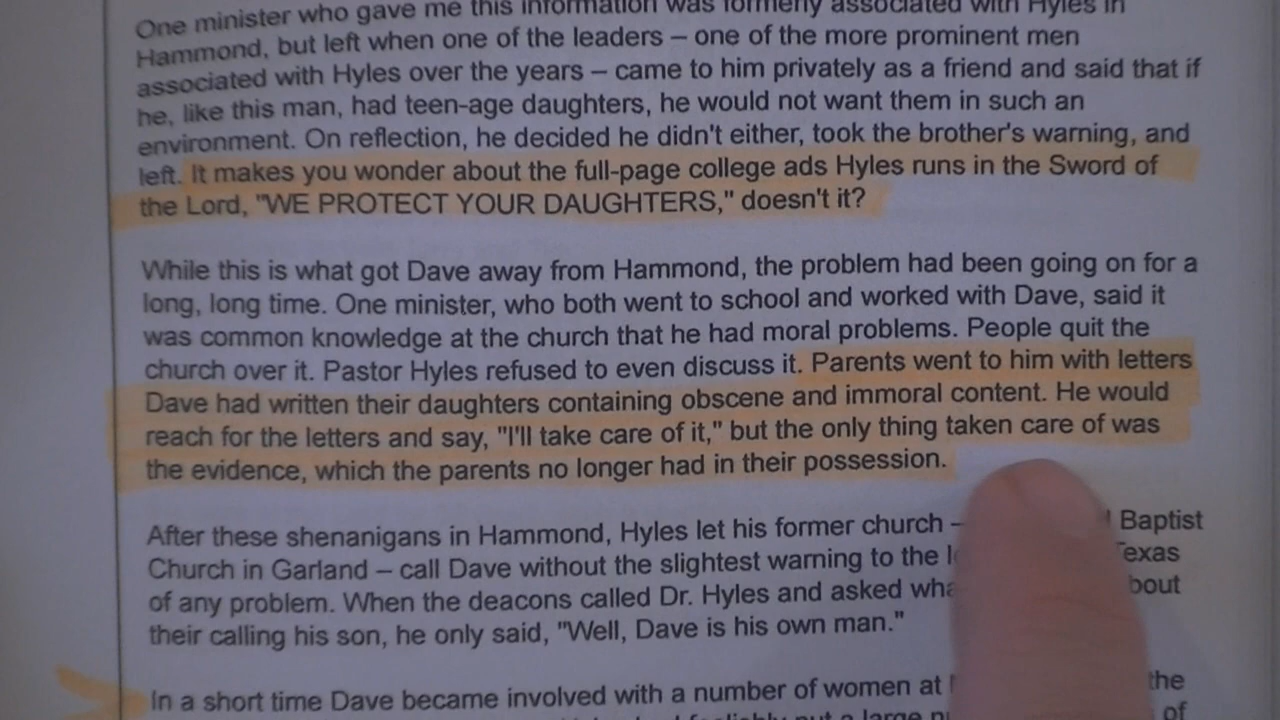 One minister who gave me this information was formerly associated with Hyles in
Hammond, but left when one of the leaders – one of the more prominent men
associated with Hyles over the years – came to him privately as a friend and said that if
he, like this man, had teen-age daughters, he would not want them in such an
environment. On reflection, he decided he didn't either, took the brother's warning, and
left. It makes you wonder about the full-page college ads Hyles runs in the Sword of
the Lord, "WE PROTECT YOUR DAUGHTERS," doesn't it?
While this is what got Dave away from Hammond, the problem had been going on for a
long, long time. One minister, who both went to school and worked with Dave, said it
was common knowledge at the church that he had moral problems. People quit the
church over it. Pastor Hyles refused to even discuss it. Parents went to him with letters
Dave had written their daughters containing obscene and immoral content. He would
reach for the letters and say, "I'll take care of it," but the only thing taken care of was
the evidence, which the parents no longer had in their possession.
After these shenanigans in Hammond, Hyles let his former church – Baptist
Church in Garland – call Dave without the slightest warning to the Texas
of any problem. When the deacons called Dr. Hyles and asked
their calling his son, he only said, "Well, Dave is his own man."
In a short time Dave became involved with a number of women at the
a large of